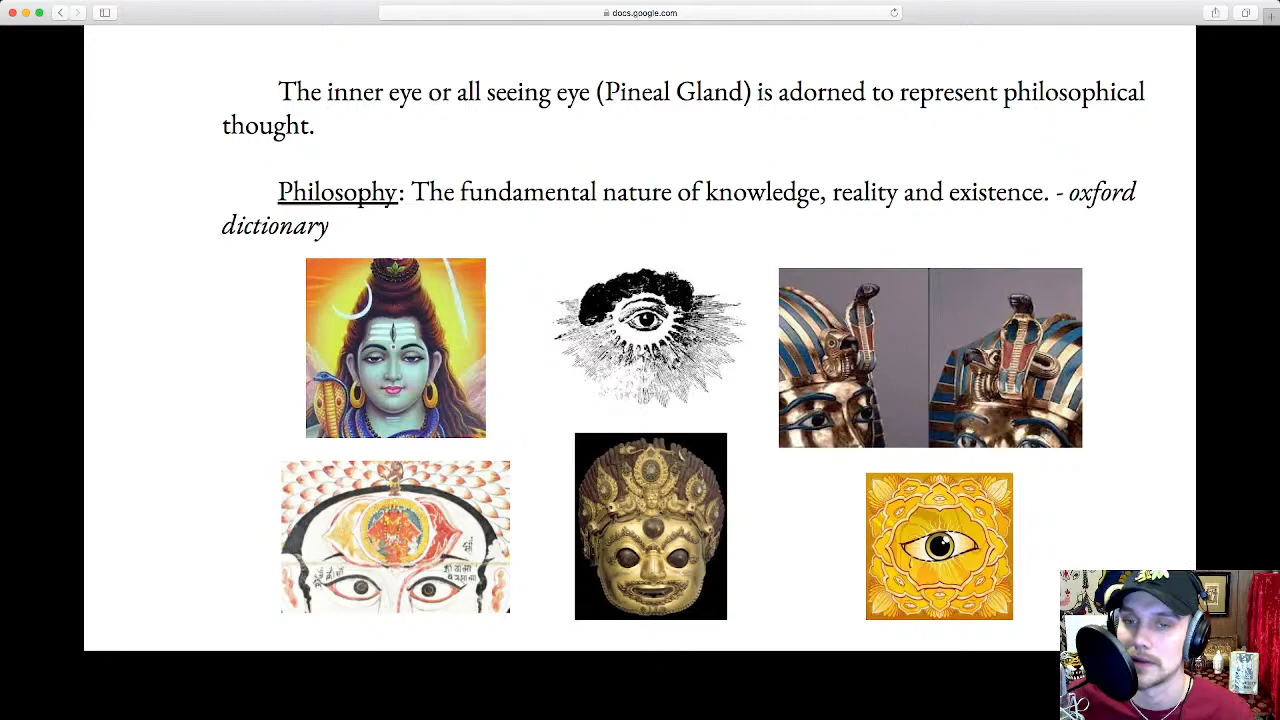 docs.google.com
The inner eye or all seeing eye (Pineal Gland) is adorned to represent philosophical
thought.
Philosophy: The fundamental nature of knowledge, reality and existence. - oxford
dictionary